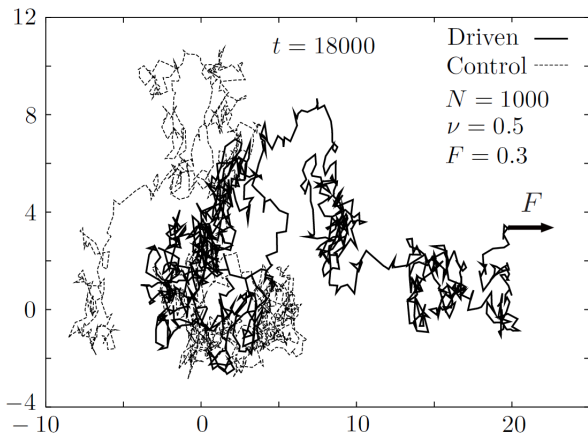 12
t = 18000
Driven
Control
N = 1000
ν = 0.5
F = 0.3
8
4
F
0
−4
−10 0 10 20